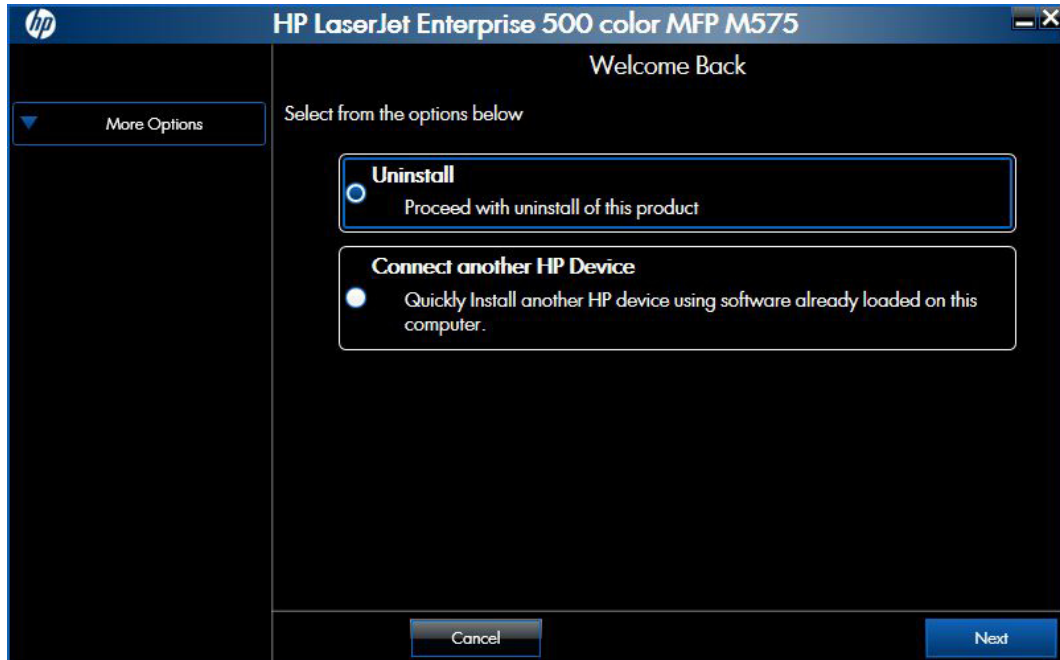 hp
HP LaserJet Enterprise 500 color MFP M575
Welcome Back
More Options
Select from the options below
Uninstall
Proceed with uninstall of this product
Connect another HP Device
Quickly Install another HP device using software already loaded on this
computer.
Cancel
Next